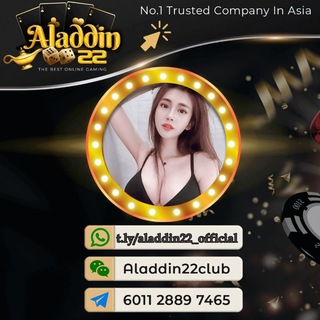 No.1 Trusted Company In Asia
Aladdin
22
THE BEST ONLINE GAMING
t.ly/aladdin22_official
Aladdin22club
6011 2889 7465